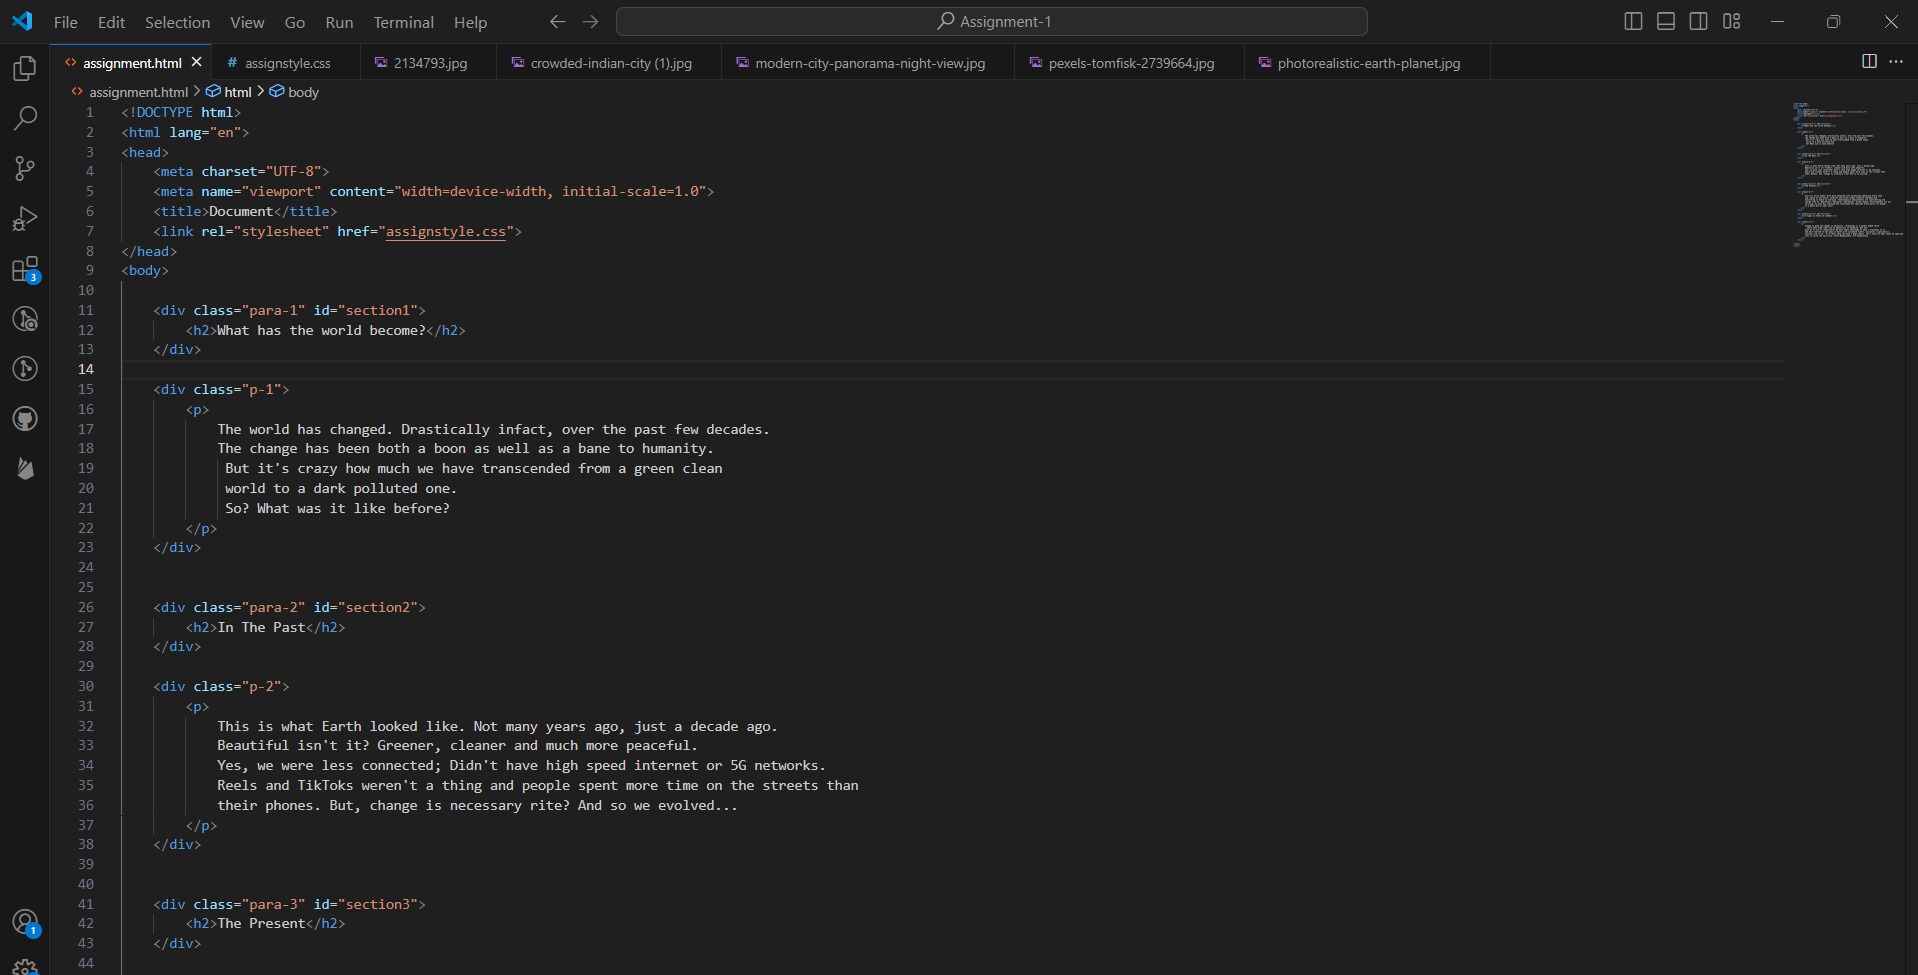 File Edit Selection View Go Run Terminal Help
Assignment-1
assignment.html
# assignstyle.css
2134793.jpg
crowded-indian-city (1).jpg
modern-city-panorama-night-view.jpg
pexels-tomfisk-2739664.jpg
photorealistic-earth-planet.jpg
assignment.html > html > body
1 <!DOCTYPE html>
2 <html lang="en">
3 <head>
4 <meta charset="UTF-8">
5 <meta name="viewport" content="width=device-width, initial-scale=1.0">
6 <title>Document</title>
7 <link rel="stylesheet" href="assignstyle.css">
8 </head>
9 <body>
10
11 <div class="para-1" id="section1">
12 <h2>What has the world become?</h2>
13 </div>
14
15 <div class="p-1">
16 <p>
17 The world has changed. Drastically infact, over the past few decades.
18 The change has been both a boon as well as a bane to humanity.
19 But it's crazy how much we have transcended from a green clean
20 world to a dark polluted one.
21 So? What was it like before?
22 </p>
23 </div>
24
25
26 <div class="para-2" id="section2">
27 <h2>In The Past</h2>
28 </div>
29
30 <div class="p-2">
31 <p>
32 This is what Earth looked like. Not many years ago, just a decade ago.
33 Beautiful isn't it? Greener, cleaner and much more peaceful.
34 Yes, we were less connected; Didn't have high speed internet or 5G networks.
35 Reels and TikToks weren't a thing and people spent more time on the streets than
36 their phones. But, change is necessary rite? And so we evolved...
37 </p>
38 </div>
39
40
41 <div class="para-3" id="section3">
42 <h2>The Present</h2>
43 </div>
44
3
1